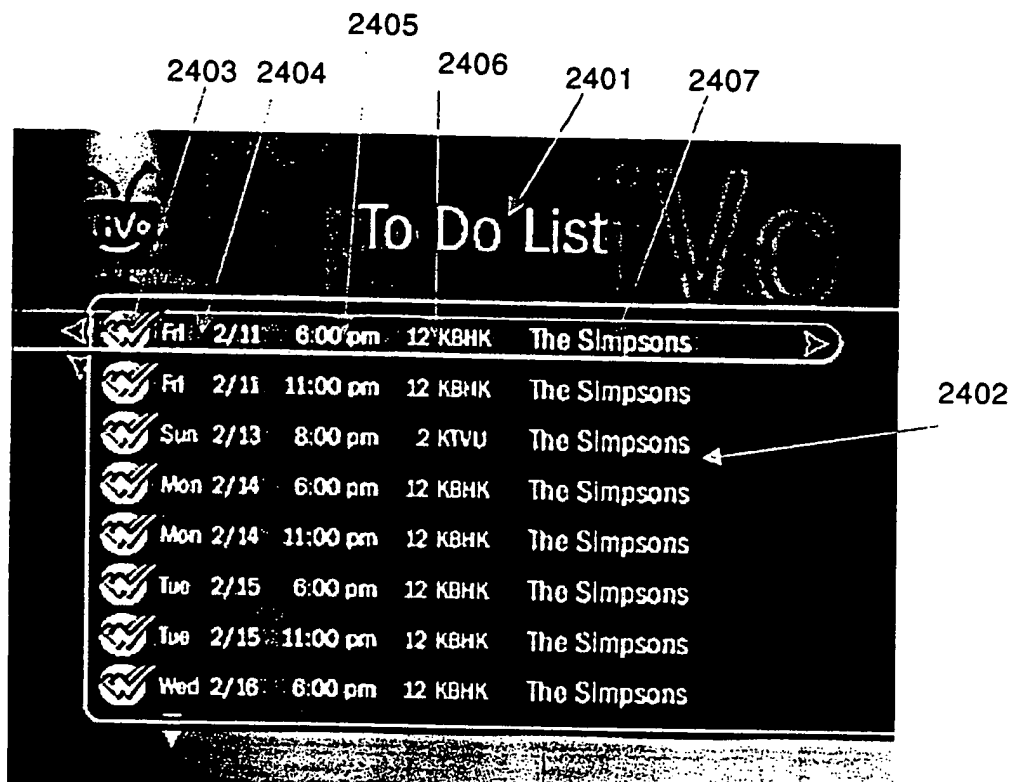 2405
2403 2404 2406 2401 2407
TiVo
To Do List
TiVo
Fri 2/11 6:00 pm 12 KBHK The Simpsons
Fri 2/11 11:00 pm 12 KBHK The Simpsons
2402
Sun 2/13 8:00 pm 2 KTVU The Simpsons
Mon 2/14 6:00 pm 12 KBHK The Simpsons
Mon 2/14 11:00 pm 12 KBHK The Simpsons
Tue 2/15 6:00 pm 12 KBHK The Simpsons
Tue 2/15 11:00 pm 12 KBHK The Simpsons
Wed 2/16 6:00 pm 12 KBHK The Simpsons